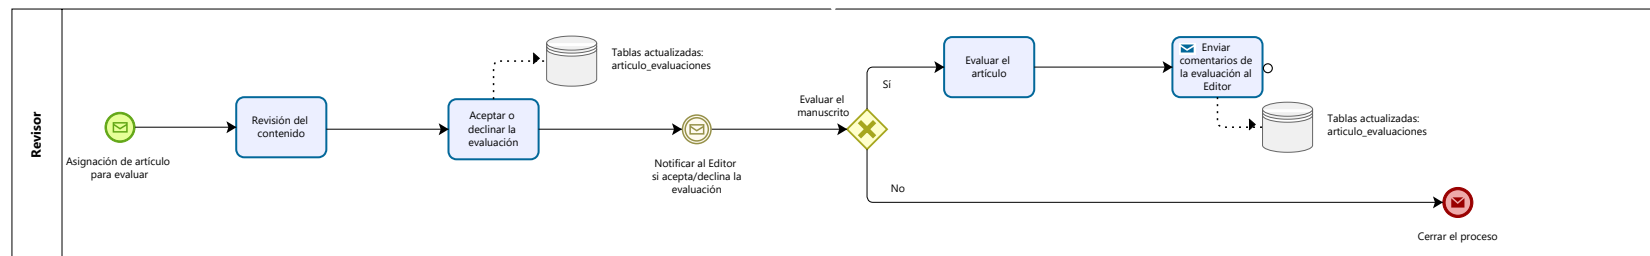 Revisor
Asignación de artículo
para evaluar
Revisión del
contenido
Aceptar o
declinar la
evaluación
Tablas actualizadas:
articulo_evaluaciones
Notificar al Editor
si acepta/declina la
evaluación
Evaluar el
manuscrito
Sí
Evaluar el
artículo
Enviar
comentarios de
la evaluación al
Editor
Tablas actualizadas:
articulo_evaluaciones
No
Cerrar el proceso